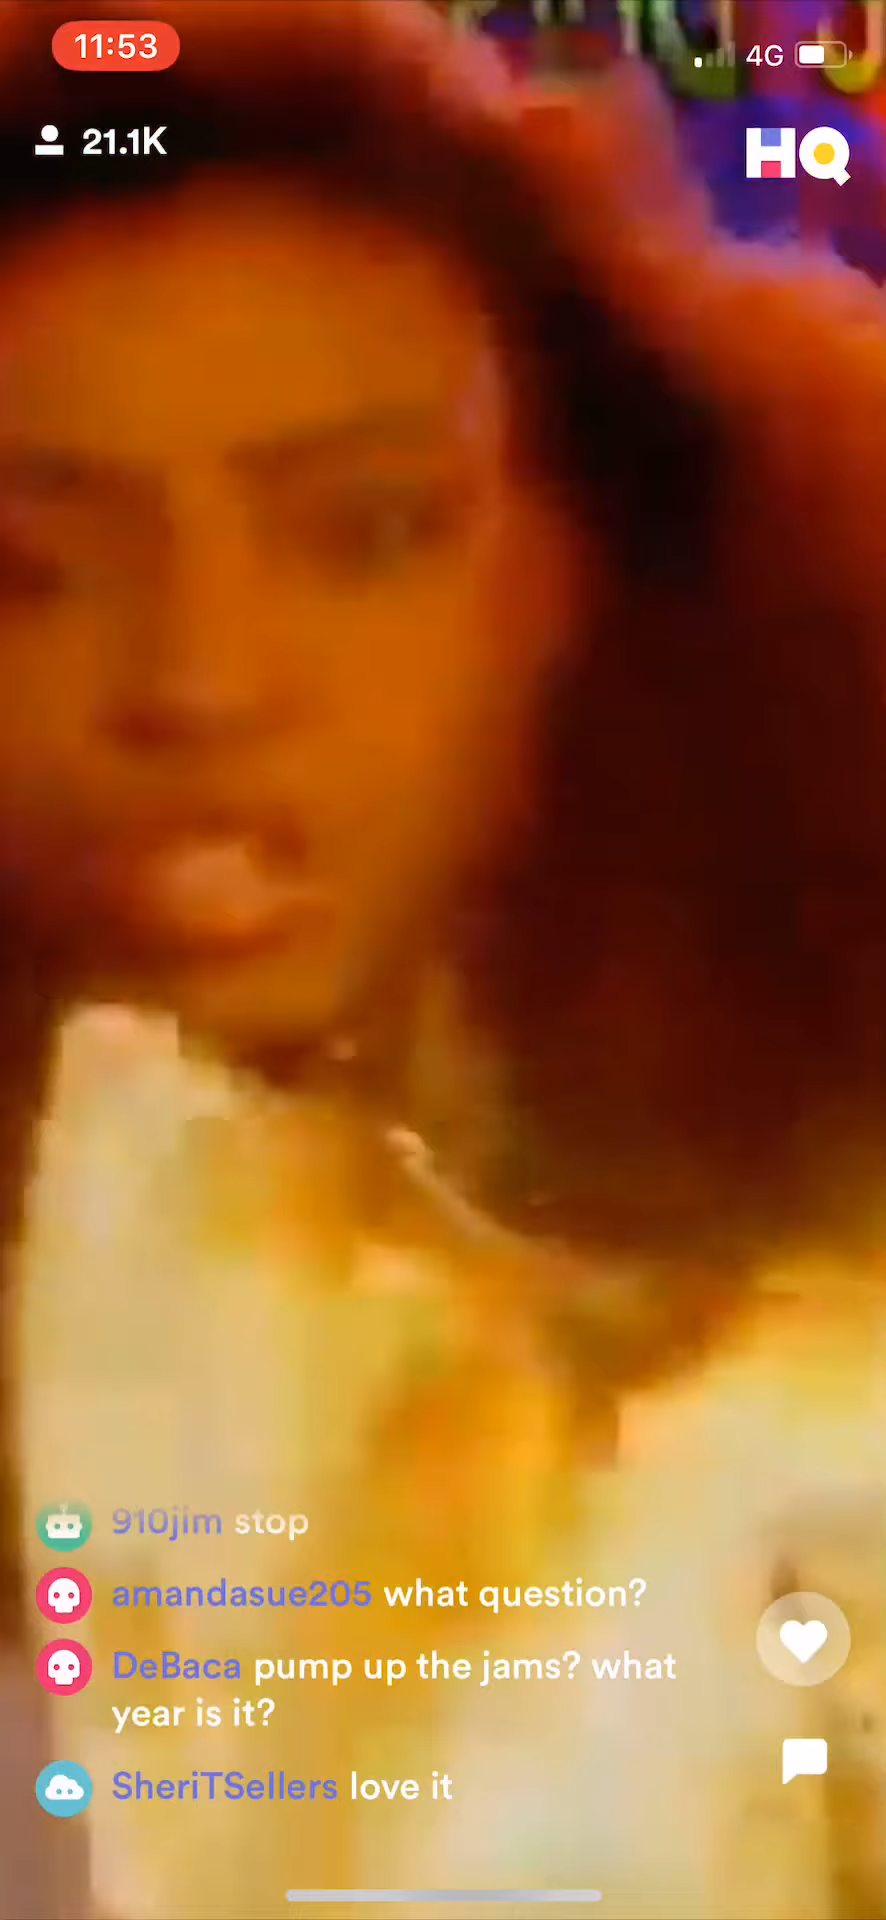 11:53
4G
21.1K
HQ
910jim stop
amandasue205 what question?
DeBaca pump up the jams? what
year is it?
SheriTSellers love it